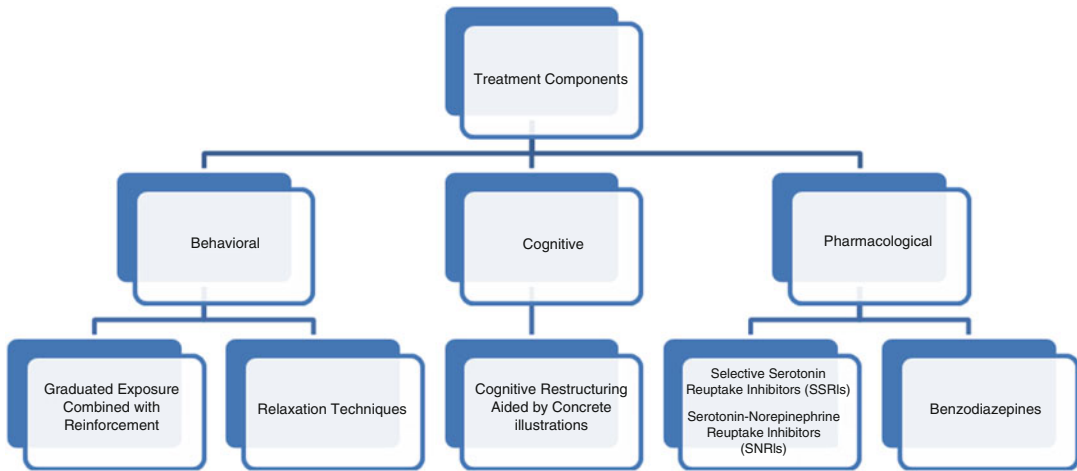 Treatment Components
Behavioral
Cognitive
Pharmacological
Graduated Exposure
Combined with
Reinforcement
Relaxation Techniques
Cognitive Restructuring
Aided by Concrete
illustrations
Selective Serotonin
Reuptake Inhibitors (SSRIs)
Serotonin-Norepinephrine
Reuptake Inhibitors
(SNRIs)
Benzodiazepines